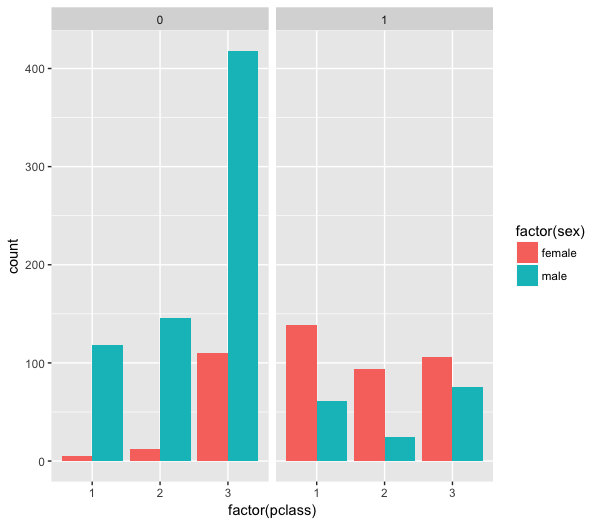 0 1
count
400
300
200
100
0
1 2 3 1 2 3
factor(pclass)
factor(sex)
female
male